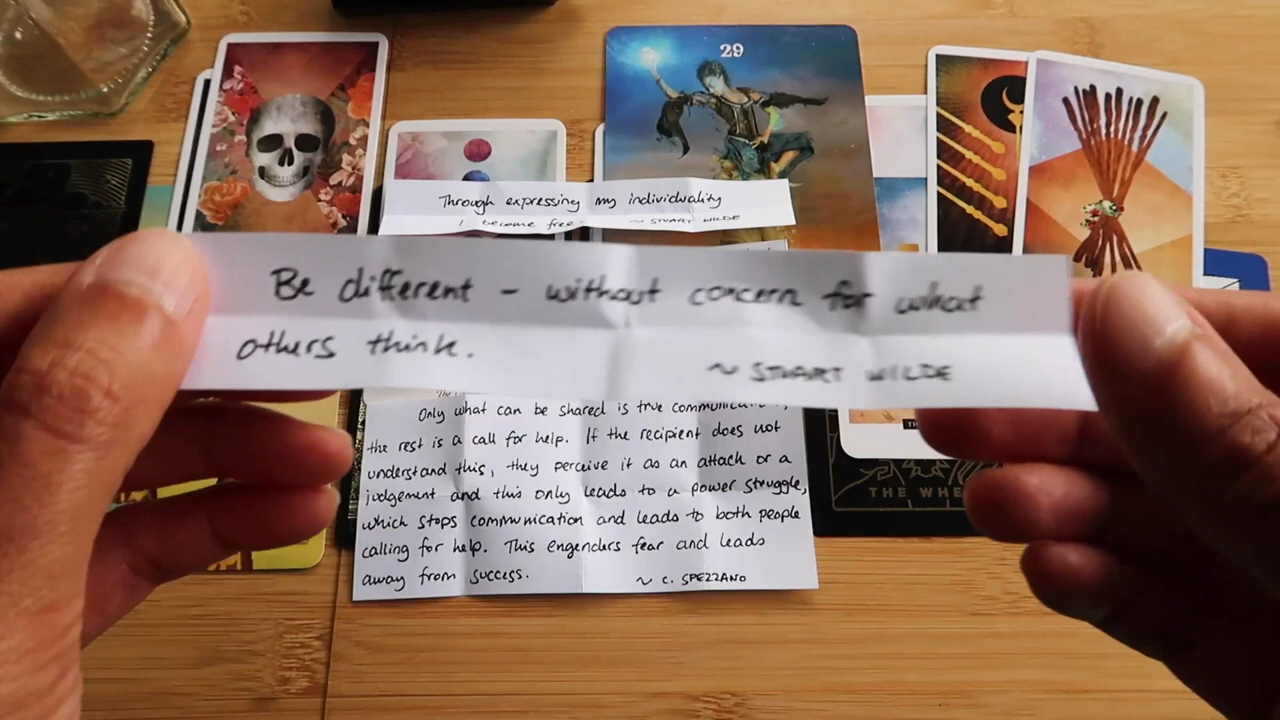 29
Through expressing my individuality
I become free ~ STUART WILDE
Be different - without concern for what
others think.
~ STUART WILDE
Only what can be shared is true
the rest is a call for help. If the recipient does not
understand this, they perceive it as an attack or a
judgement and this only leads to a power struggle,
which stops communication and leads to both people
calling for help. This engenders fear and leads
away from success.
~ C. SPEZZANO
THE